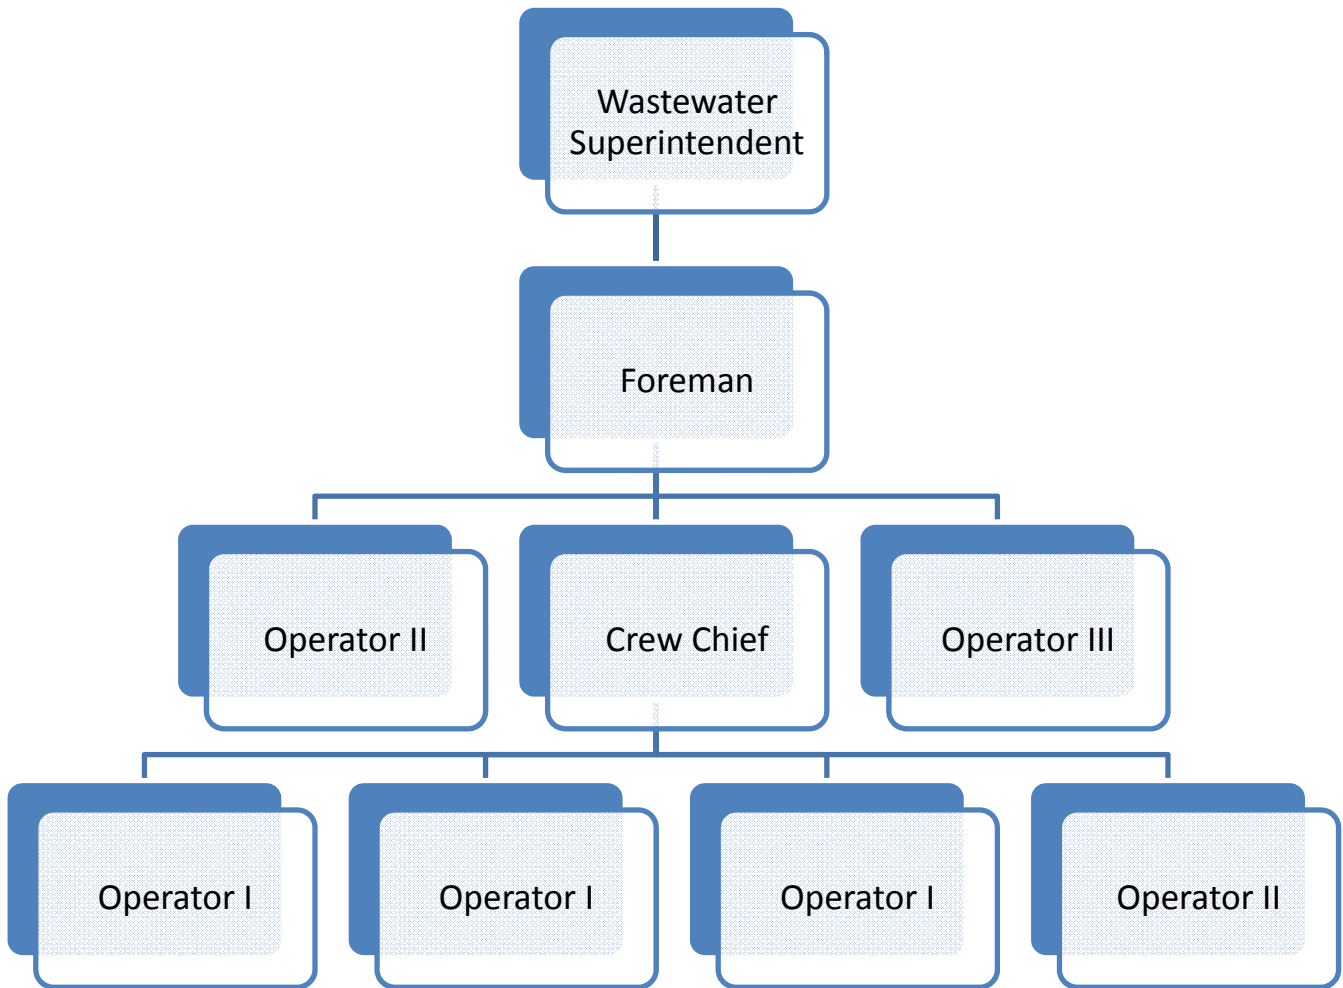 Wastewater
Superintendent
Foreman
Operator II
Crew Chief
Operator III
Operator I
Operator I
Operator I
Operator II